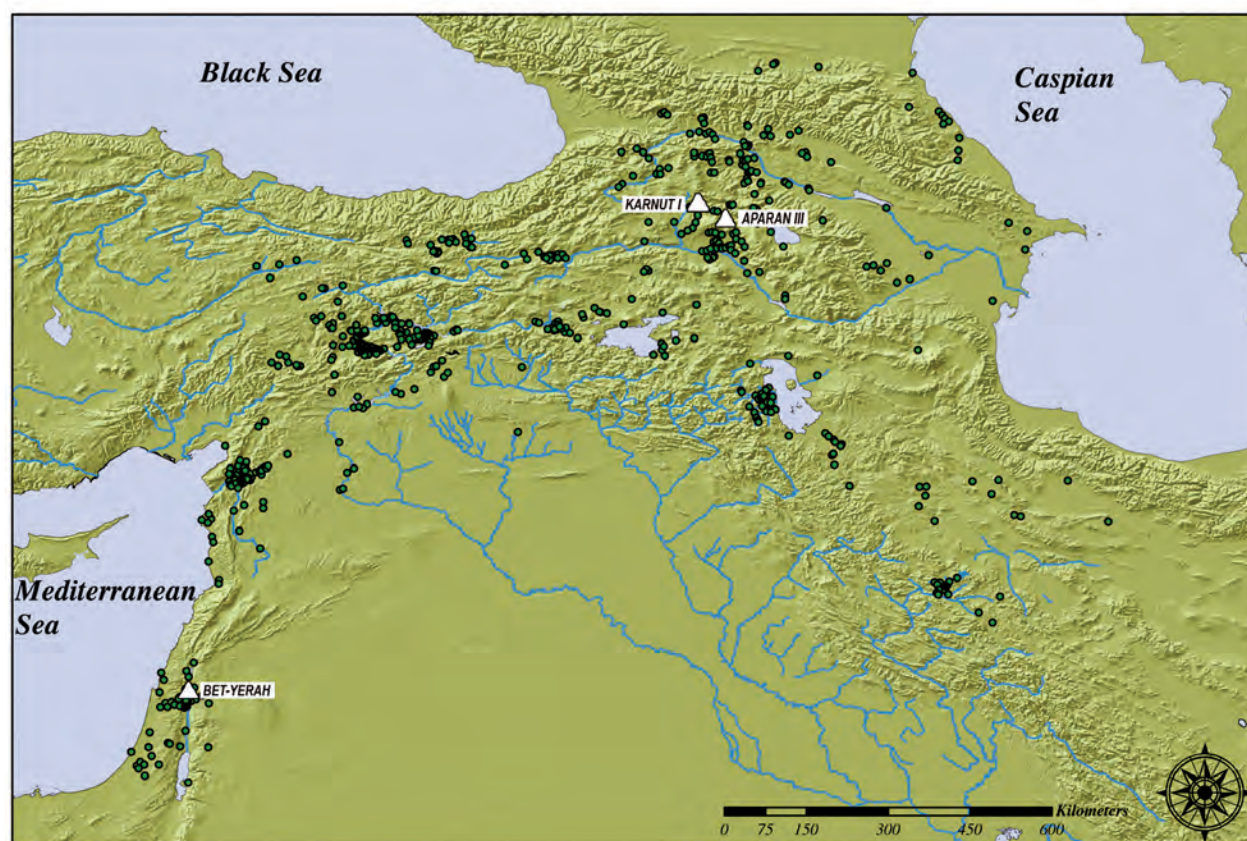 Black Sea
Caspian
Sea
KARNUT I
APARAN III
Mediterranean
Sea
BET-YERAH
Kilometers
0 75 150 300 450 600